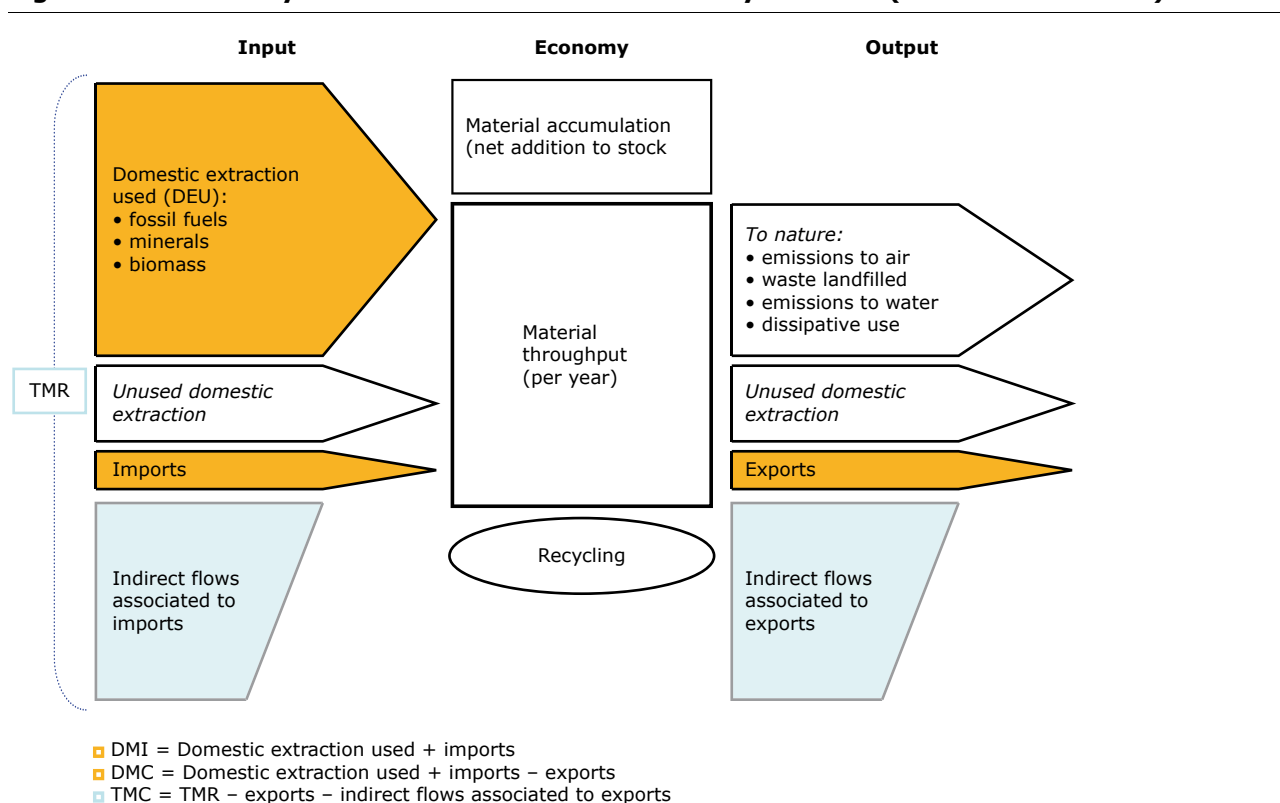 Input
Economy
Output
Domestic extraction
used (DEU):
• fossil fuels
• minerals
• biomass
Material accumulation
(net addition to stock
To nature:
• emissions to air
• waste landfilled
• emissions to water
• dissipative use
Material
throughput
(per year)
TMR
Unused domestic
extraction
Unused domestic
extraction
Imports
Exports
Recycling
Indirect flows
associated to
imports
Indirect flows
associated to
exports
DMI = Domestic extraction used + imports
DMC = Domestic extraction used + imports – exports
TMC = TMR – exports – indirect flows associated to exports